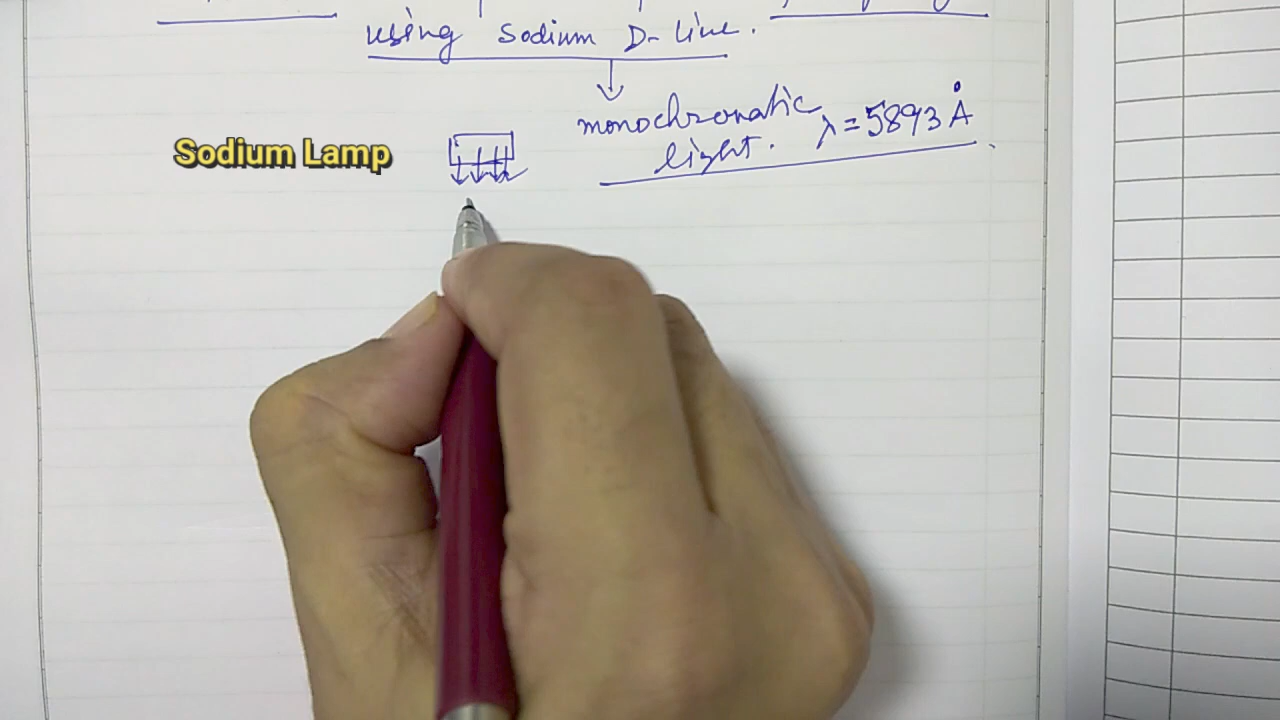 using Sodium D-line.
monochromatic
light. λ = 5893 Å
Sodium Lamp